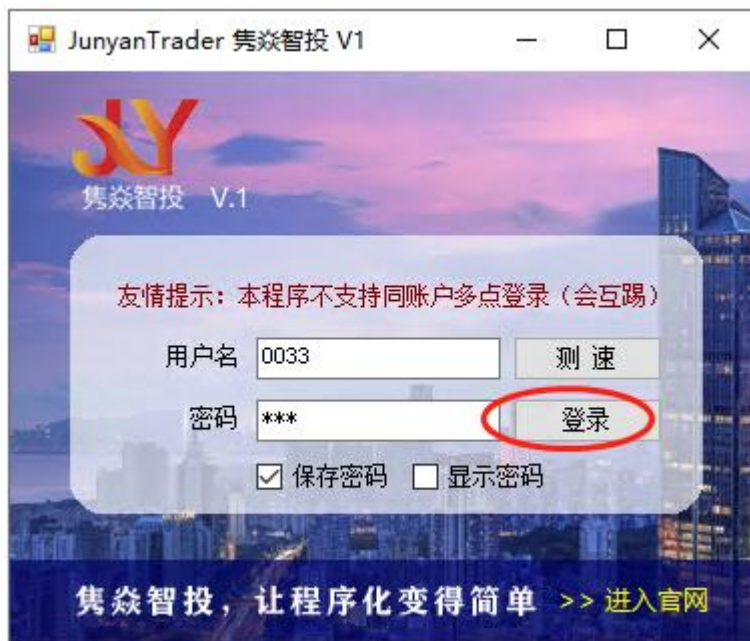 JunyanTrader 隽焱智投 V1
JY
隽焱智投 V.1
友情提示：本程序不支持同账户多点登录（会互踢）
用户名 0033 测 速
密码 *** 登录
保存密码 显示密码
隽焱智投，让程序化变得简单 >> 进入官网